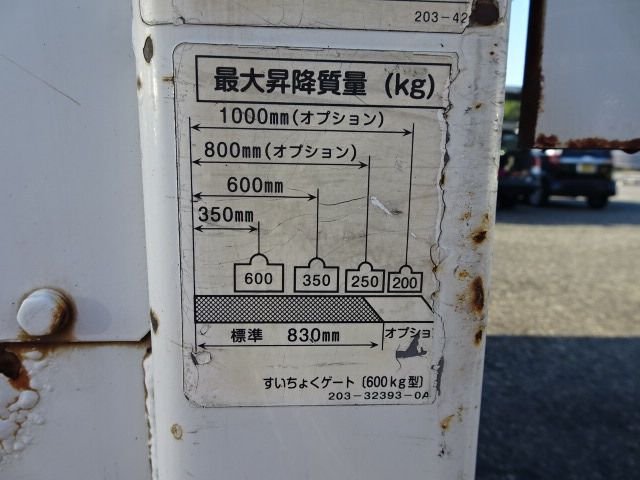 203-42
最大昇降質量 (kg)
1000mm(オプション)
800mm(オプション)
600mm
350mm
600 350 250 200
標準 830mm オプショ
すいちょくゲート〔600kg型〕
203-32393-0A